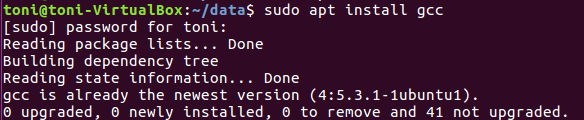 toni@toni-VirtualBox:~/data$ sudo apt install gcc
[sudo] password for toni:
Reading package lists... Done
Building dependency tree
Reading state information... Done
gcc is already the newest version (4:5.3.1-1ubuntu1).
0 upgraded, 0 newly installed, 0 to remove and 41 not upgraded.